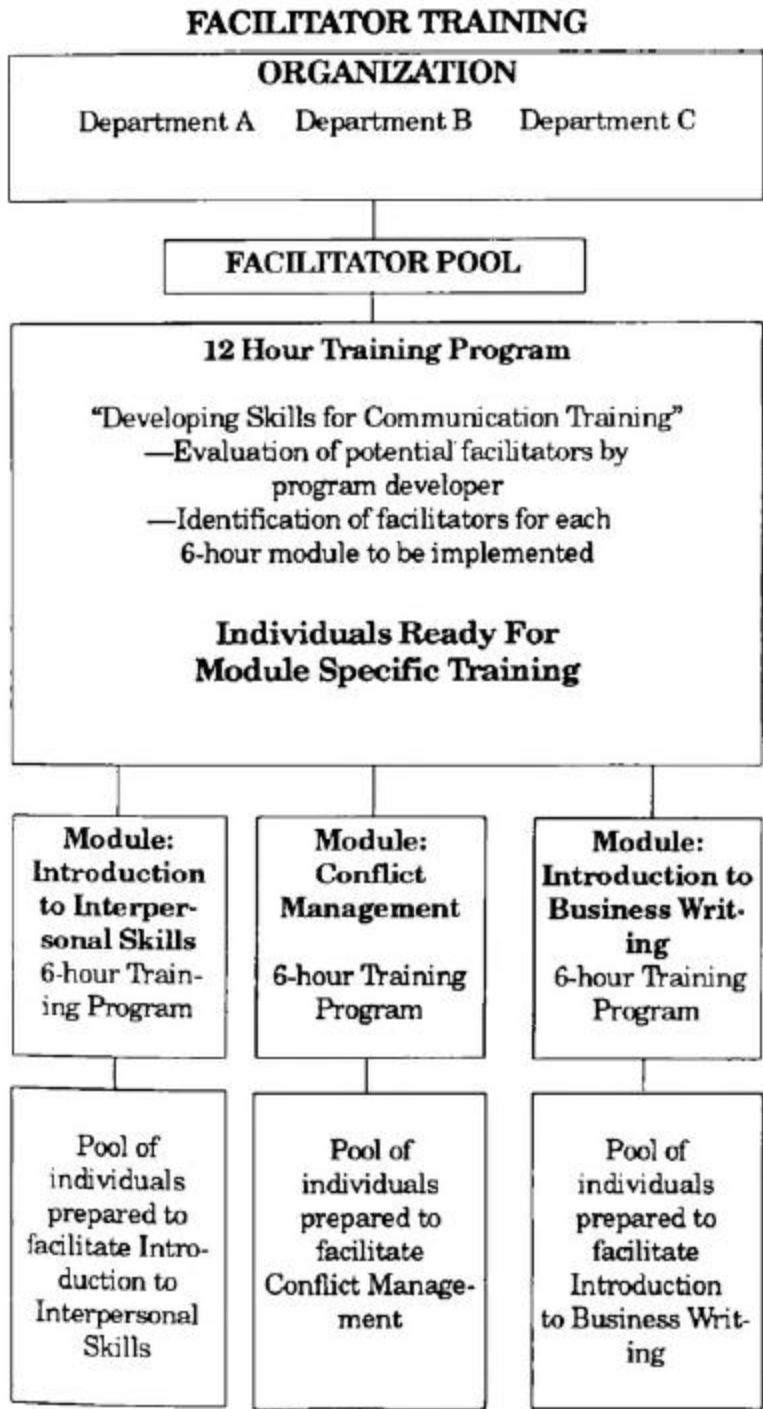 FACILITATOR TRAINING
ORGANIZATION
Department A Department B Department C
FACILITATOR POOL
12 Hour Training Program
“Developing Skills for Communication Training”
—Evaluation of potential facilitators by
program developer
—Identification of facilitators for each
6-hour module to be implemented
Individuals Ready For
Module Specific Training
Module:
Introduction
to Interper-
sonal Skills
6-hour Train-
ing Program
Module:
Conflict
Management
6-hour Training
Program
Module:
Introduction to
Business Writ-
ing
6-hour Training
Program
Pool of
individuals
prepared to
facilitate Intro-
duction to
Interpersonal
Skills
Pool of
individuals
prepared to
facilitate
Conflict Manage-
ment
Pool of
individuals
prepared to
facilitate
Introduction
to Business Writ-
ing